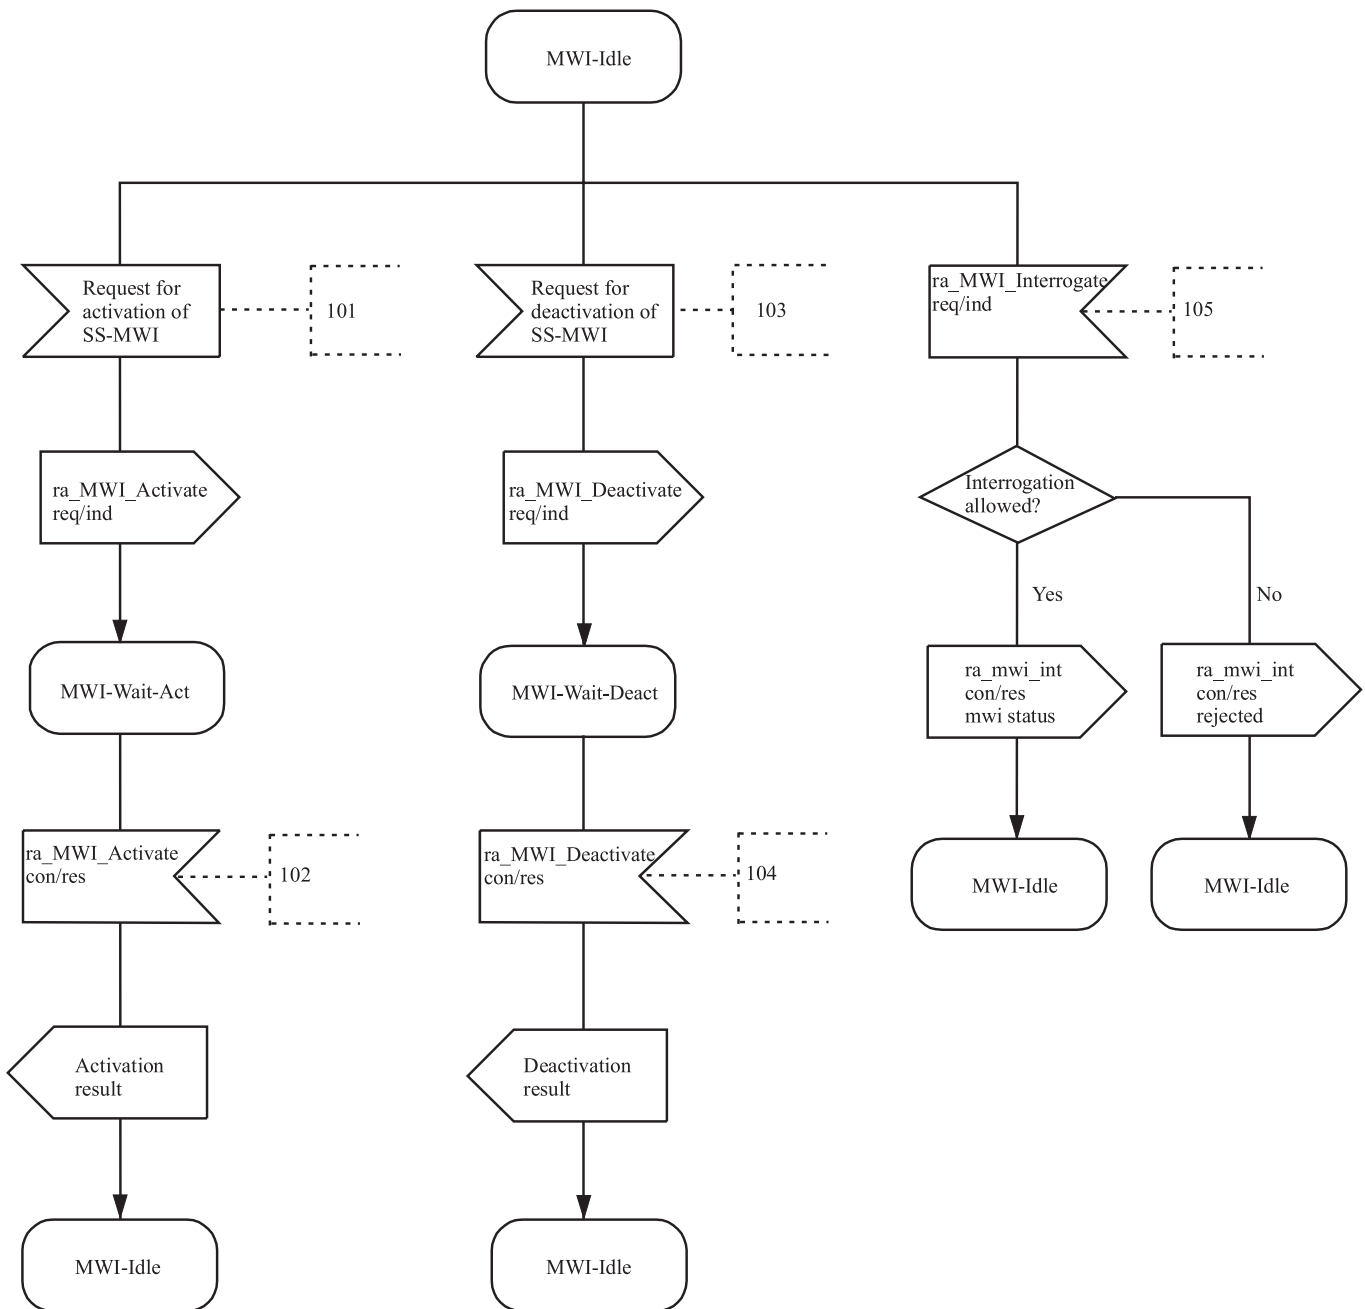 MWI-Idle
Request for
activation of
SS-MWI
101
Request for
deactivation of
SS-MWI
103
ra_MWI_Interrogate
req/ind
105
ra_MWI_Activate
req/ind
ra_MWI_Deactivate
req/ind
Interrogation
allowed?
Yes
No
MWI-Wait-Act
MWI-Wait-Deact
ra_mwi_int
con/res
mwi status
ra_mwi_int
con/res
rejected
ra_MWI_Activate
con/res
102
ra_MWI_Deactivate
con/res
104
MWI-Idle
MWI-Idle
Activation
result
Deactivation
result
MWI-Idle
MWI-Idle